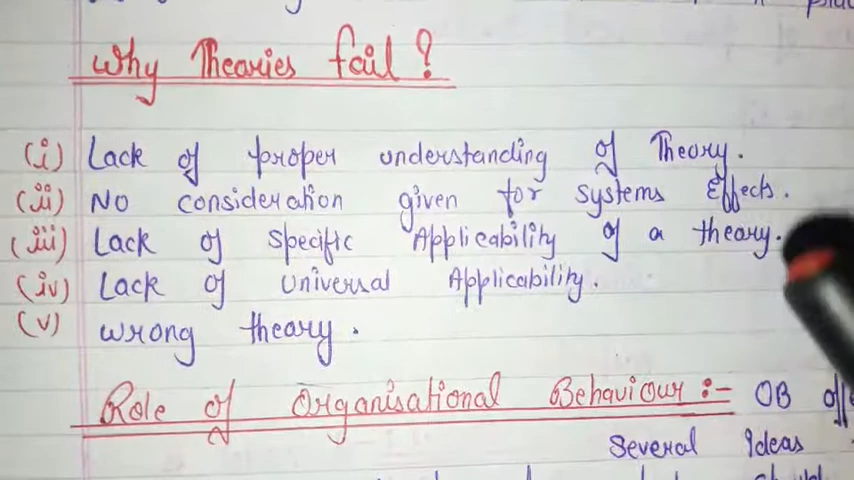 Why Theories fail?
(i) Lack of proper understanding of Theory.
(ii) No consideration given for systems Effects.
(iii) Lack of specific Applicability of a theory.
(iv) Lack of universal Applicability.
(v) wrong theory.
Role of Organisational Behaviour :- OB
several Ideas